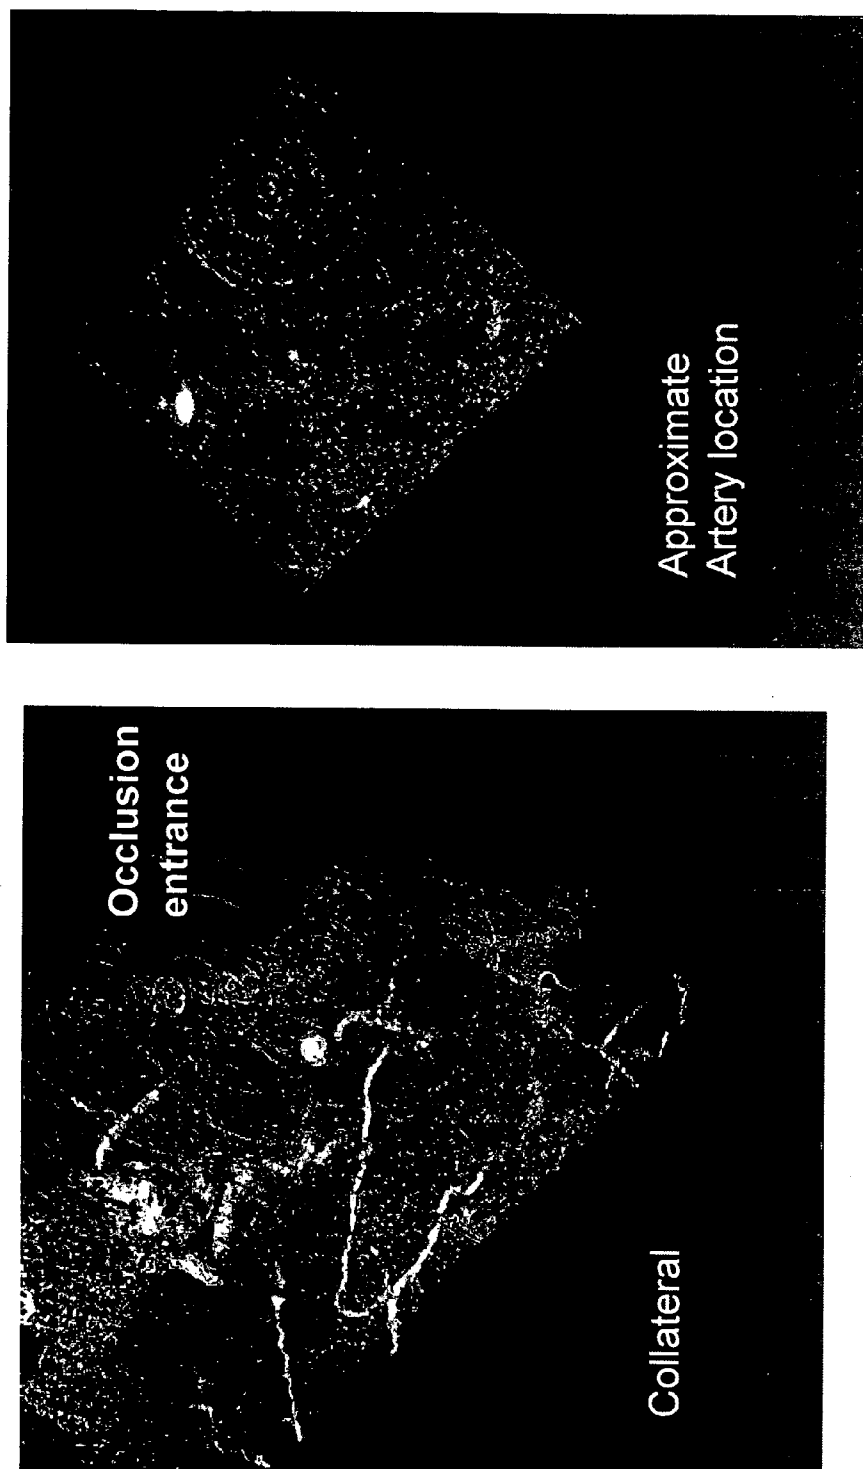 Occlusion
entrance
Collateral
Approximate
Artery location